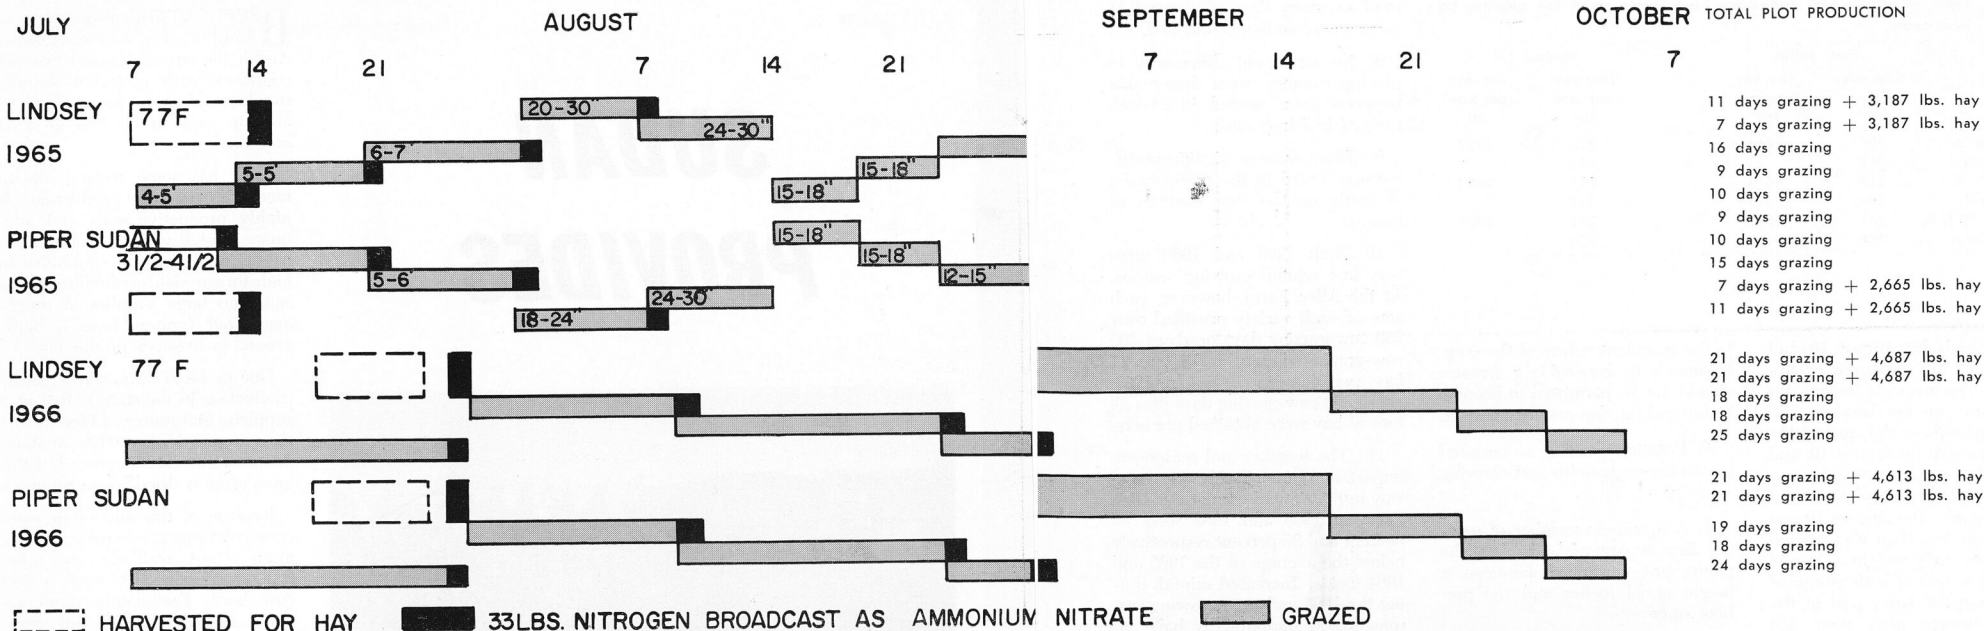 JULY AUGUST SEPTEMBER OCTOBER TOTAL PLOT PRODUCTION
7 14 21 7 14 21 7 14 21 7
LINDSEY 77F 20-30" 11 days grazing + 3,187 lbs. hay
24-30" 7 days grazing + 3,187 lbs. hay
1965 6-7' 16 days grazing
5-5' 15-18" 9 days grazing
4-5' 15-18" 10 days grazing
9 days grazing
PIPER SUDAN 15-18" 10 days grazing
3 1/2-4 1/2 15-18" 15 days grazing
1965 5-6' 12-15" 7 days grazing + 2,665 lbs. hay
24-30" 11 days grazing + 2,665 lbs. hay
18-24"
LINDSEY 77 F 21 days grazing + 4,687 lbs. hay
21 days grazing + 4,687 lbs. hay
18 days grazing
1966 18 days grazing
25 days grazing
PIPER SUDAN 21 days grazing + 4,613 lbs. hay
21 days grazing + 4,613 lbs. hay
1966 19 days grazing
18 days grazing
24 days grazing
HARVESTED FOR HAY 33LBS. NITROGEN BROADCAST AS AMMONIUM NITRATE GRAZED